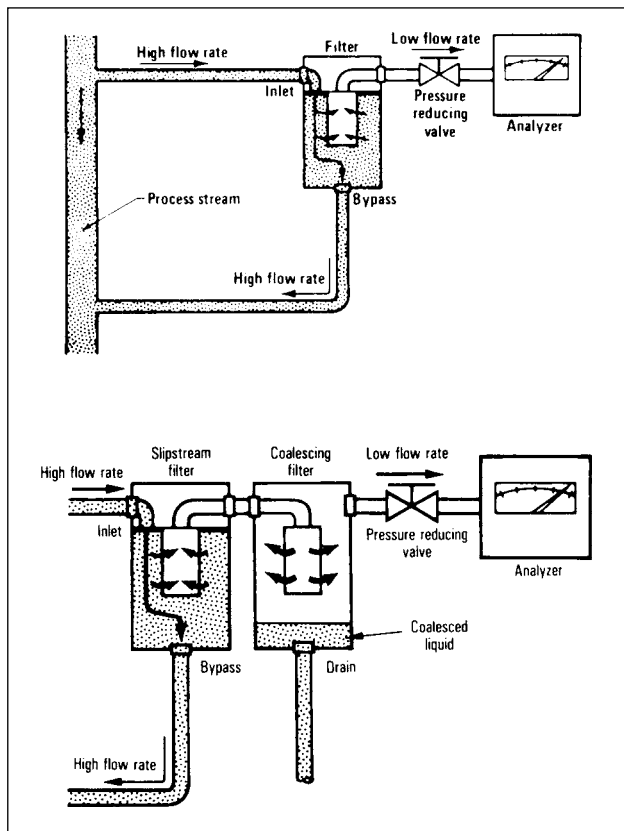 High flow rate
Filter
Low flow rate
Inlet
Pressure
reducing
valve
Analyzer
Process stream
Bypass
High flow rate
Slipstream
filter
Coalescing
filter
Low flow rate
High flow rate
Inlet
Pressure reducing
valve
Analyzer
Coalesced
liquid
Bypass
Drain
High flow rate